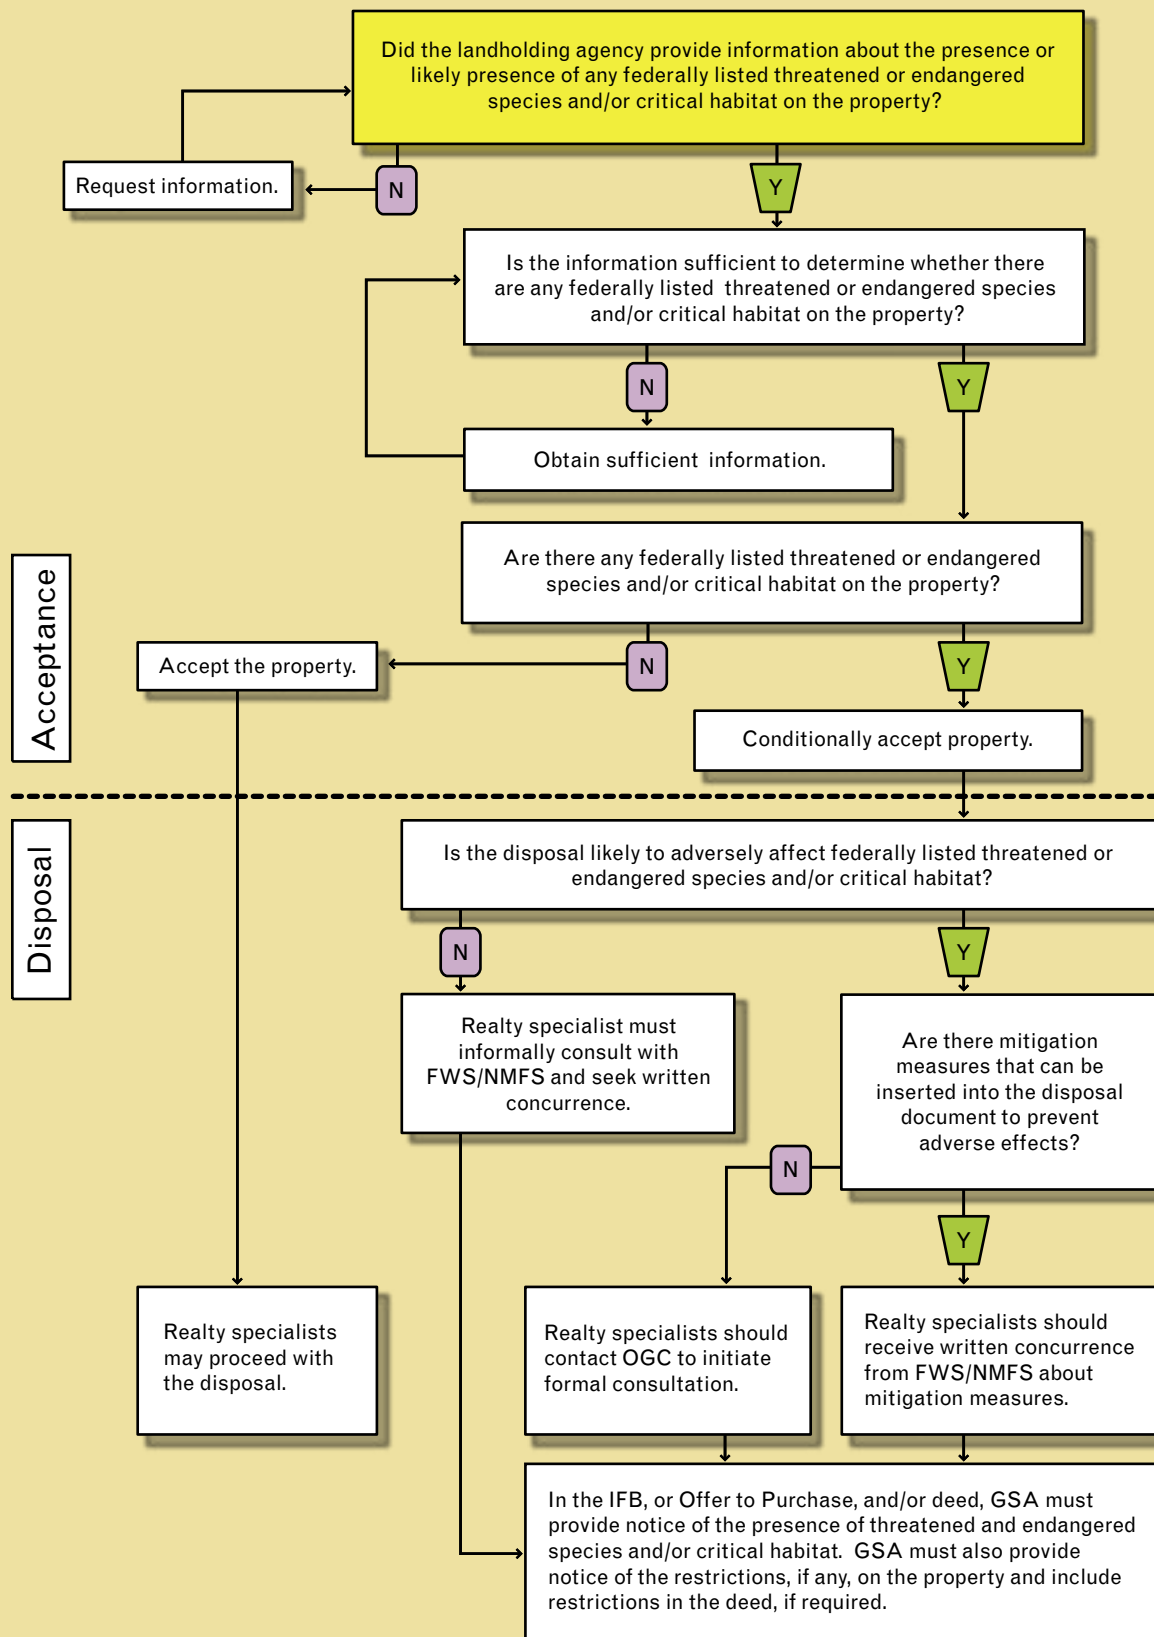 Did the landholding agency provide information about the presence or
likely presence of any federally listed threatened or endangered
species and/or critical habitat on the property?
Request information.
N
Y
Is the information sufficient to determine whether there
are any federally listed threatened or endangered species
and/or critical habitat on the property?
N
Y
Obtain sufficient information.
Are there any federally listed threatened or endangered
species and/or critical habitat on the property?
Acceptance
Accept the property.
N
Y
Conditionally accept property.
Disposal
Is the disposal likely to adversely affect federally listed threatened or
endangered species and/or critical habitat?
N
Y
Realty specialist must
informally consult with
FWS/NMFS and seek written
concurrence.
Are there mitigation
measures that can be
inserted into the disposal
document to prevent
adverse effects?
N
Y
Realty specialists
may proceed with
the disposal.
Realty specialists should
contact OGC to initiate
formal consultation.
Realty specialists should
receive written concurrence
from FWS/NMFS about
mitigation measures.
In the IFB, or Offer to Purchase, and/or deed, GSA must
provide notice of the presence of threatened and endangered
species and/or critical habitat. GSA must also provide
notice of the restrictions, if any, on the property and include
restrictions in the deed, if required.